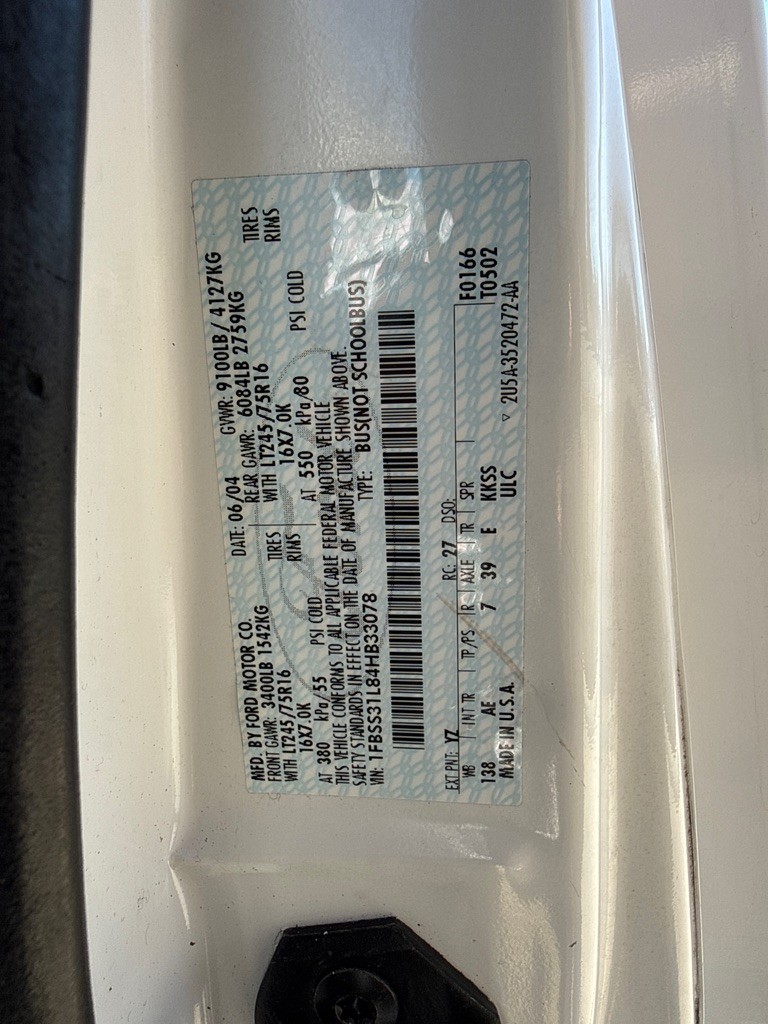 MFD. BY FORD MOTOR CO.
DATE: 06/04 GVWR: 9100LB/ 4127KG
FRONT GAWR: 3400LB 1542KG REAR GAWR: 6084LB 2759KG
WITH LT245/75R16 TIRES WITH LT245/75R16 TIRES
16X7.0K RIMS 16X7.0K RIMS
AT 380 kPa/55 PSI COLD AT 550 kPa/80 PSI COLD
THIS VEHICLE CONFORMS TO ALL APPLICABLE FEDERAL MOTOR VEHICLE
SAFETY STANDARDS IN EFFECT ON THE DATE OF MANUFACTURE SHOWN ABOVE.
VIN: 1FBSS31L84HB33078 TYPE: BUS(NOT SCHOOLBUS)
EXT PNT: YZ RC: 27 DSO: F0166
WB INT TR TP/PS R AXLE TR SPR T0502
138 AE 7 39 E KKSS
MADE IN U.S.A. ULC ▽ 2U5A-3520472-AA